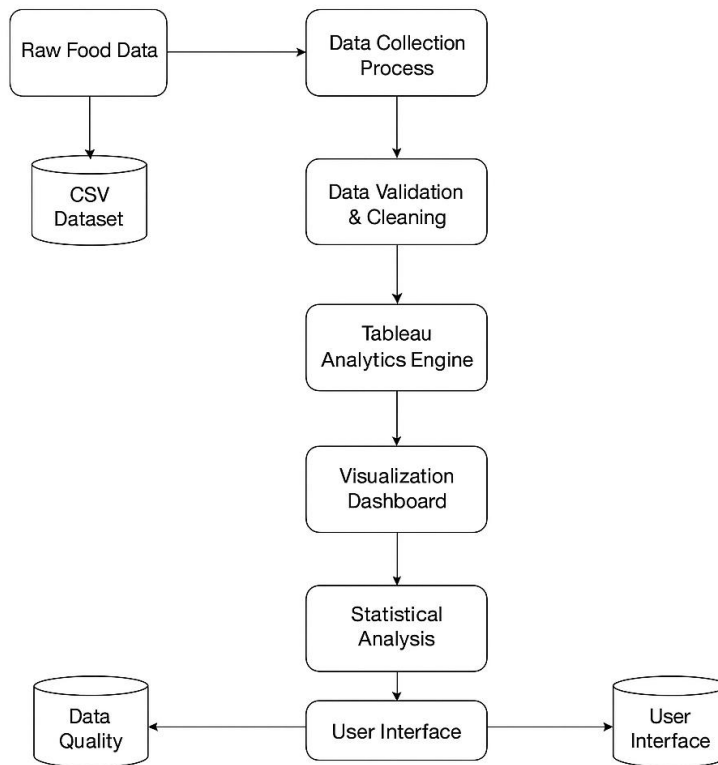 Raw Food Data
Data Collection
Process
CSV
Dataset
Data Validation
& Cleaning
Tableau
Analytics Engine
Visualization
Dashboard
Statistical
Analysis
Data
Quality
User Interface
User
Interface